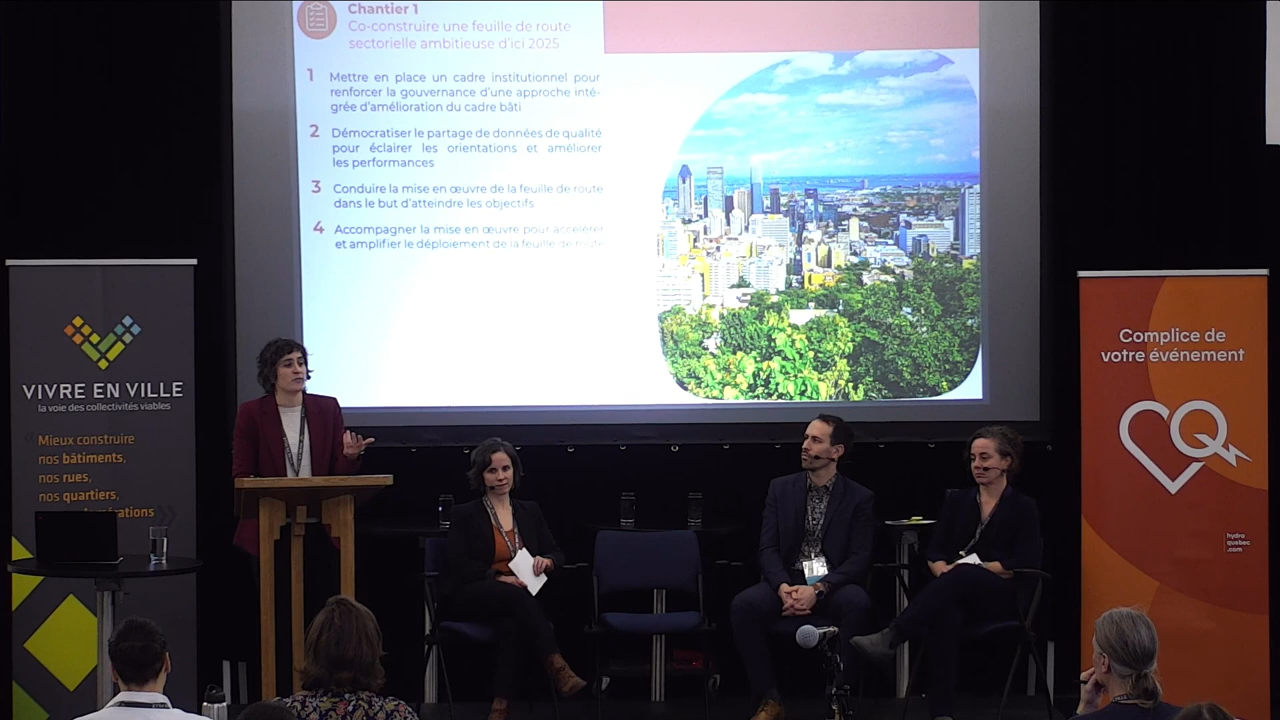 Chantier 1
Co-construire une feuille de route
sectorielle ambitieuse d'ici 2025
1 Mettre en place un cadre institutionnel pour
renforcer la gouvernance d'une approche inté-
grée d'amélioration du cadre bâti
2 Démocratiser le partage de données de qualité
pour éclairer les orientations et améliorer
les performances
3 Conduire la mise en œuvre de la feuille de route
dans le but d'atteindre les objectifs
4 Accompagner la mise en œuvre pour accélérer
et amplifier le déploiement de la feuille de route
VIVRE EN VILLE
la voie des collectivités viables
« Mieux construire
nos bâtiments,
nos rues,
nos quartiers,
»
Complice de
votre événement
hydro
quebec
.com